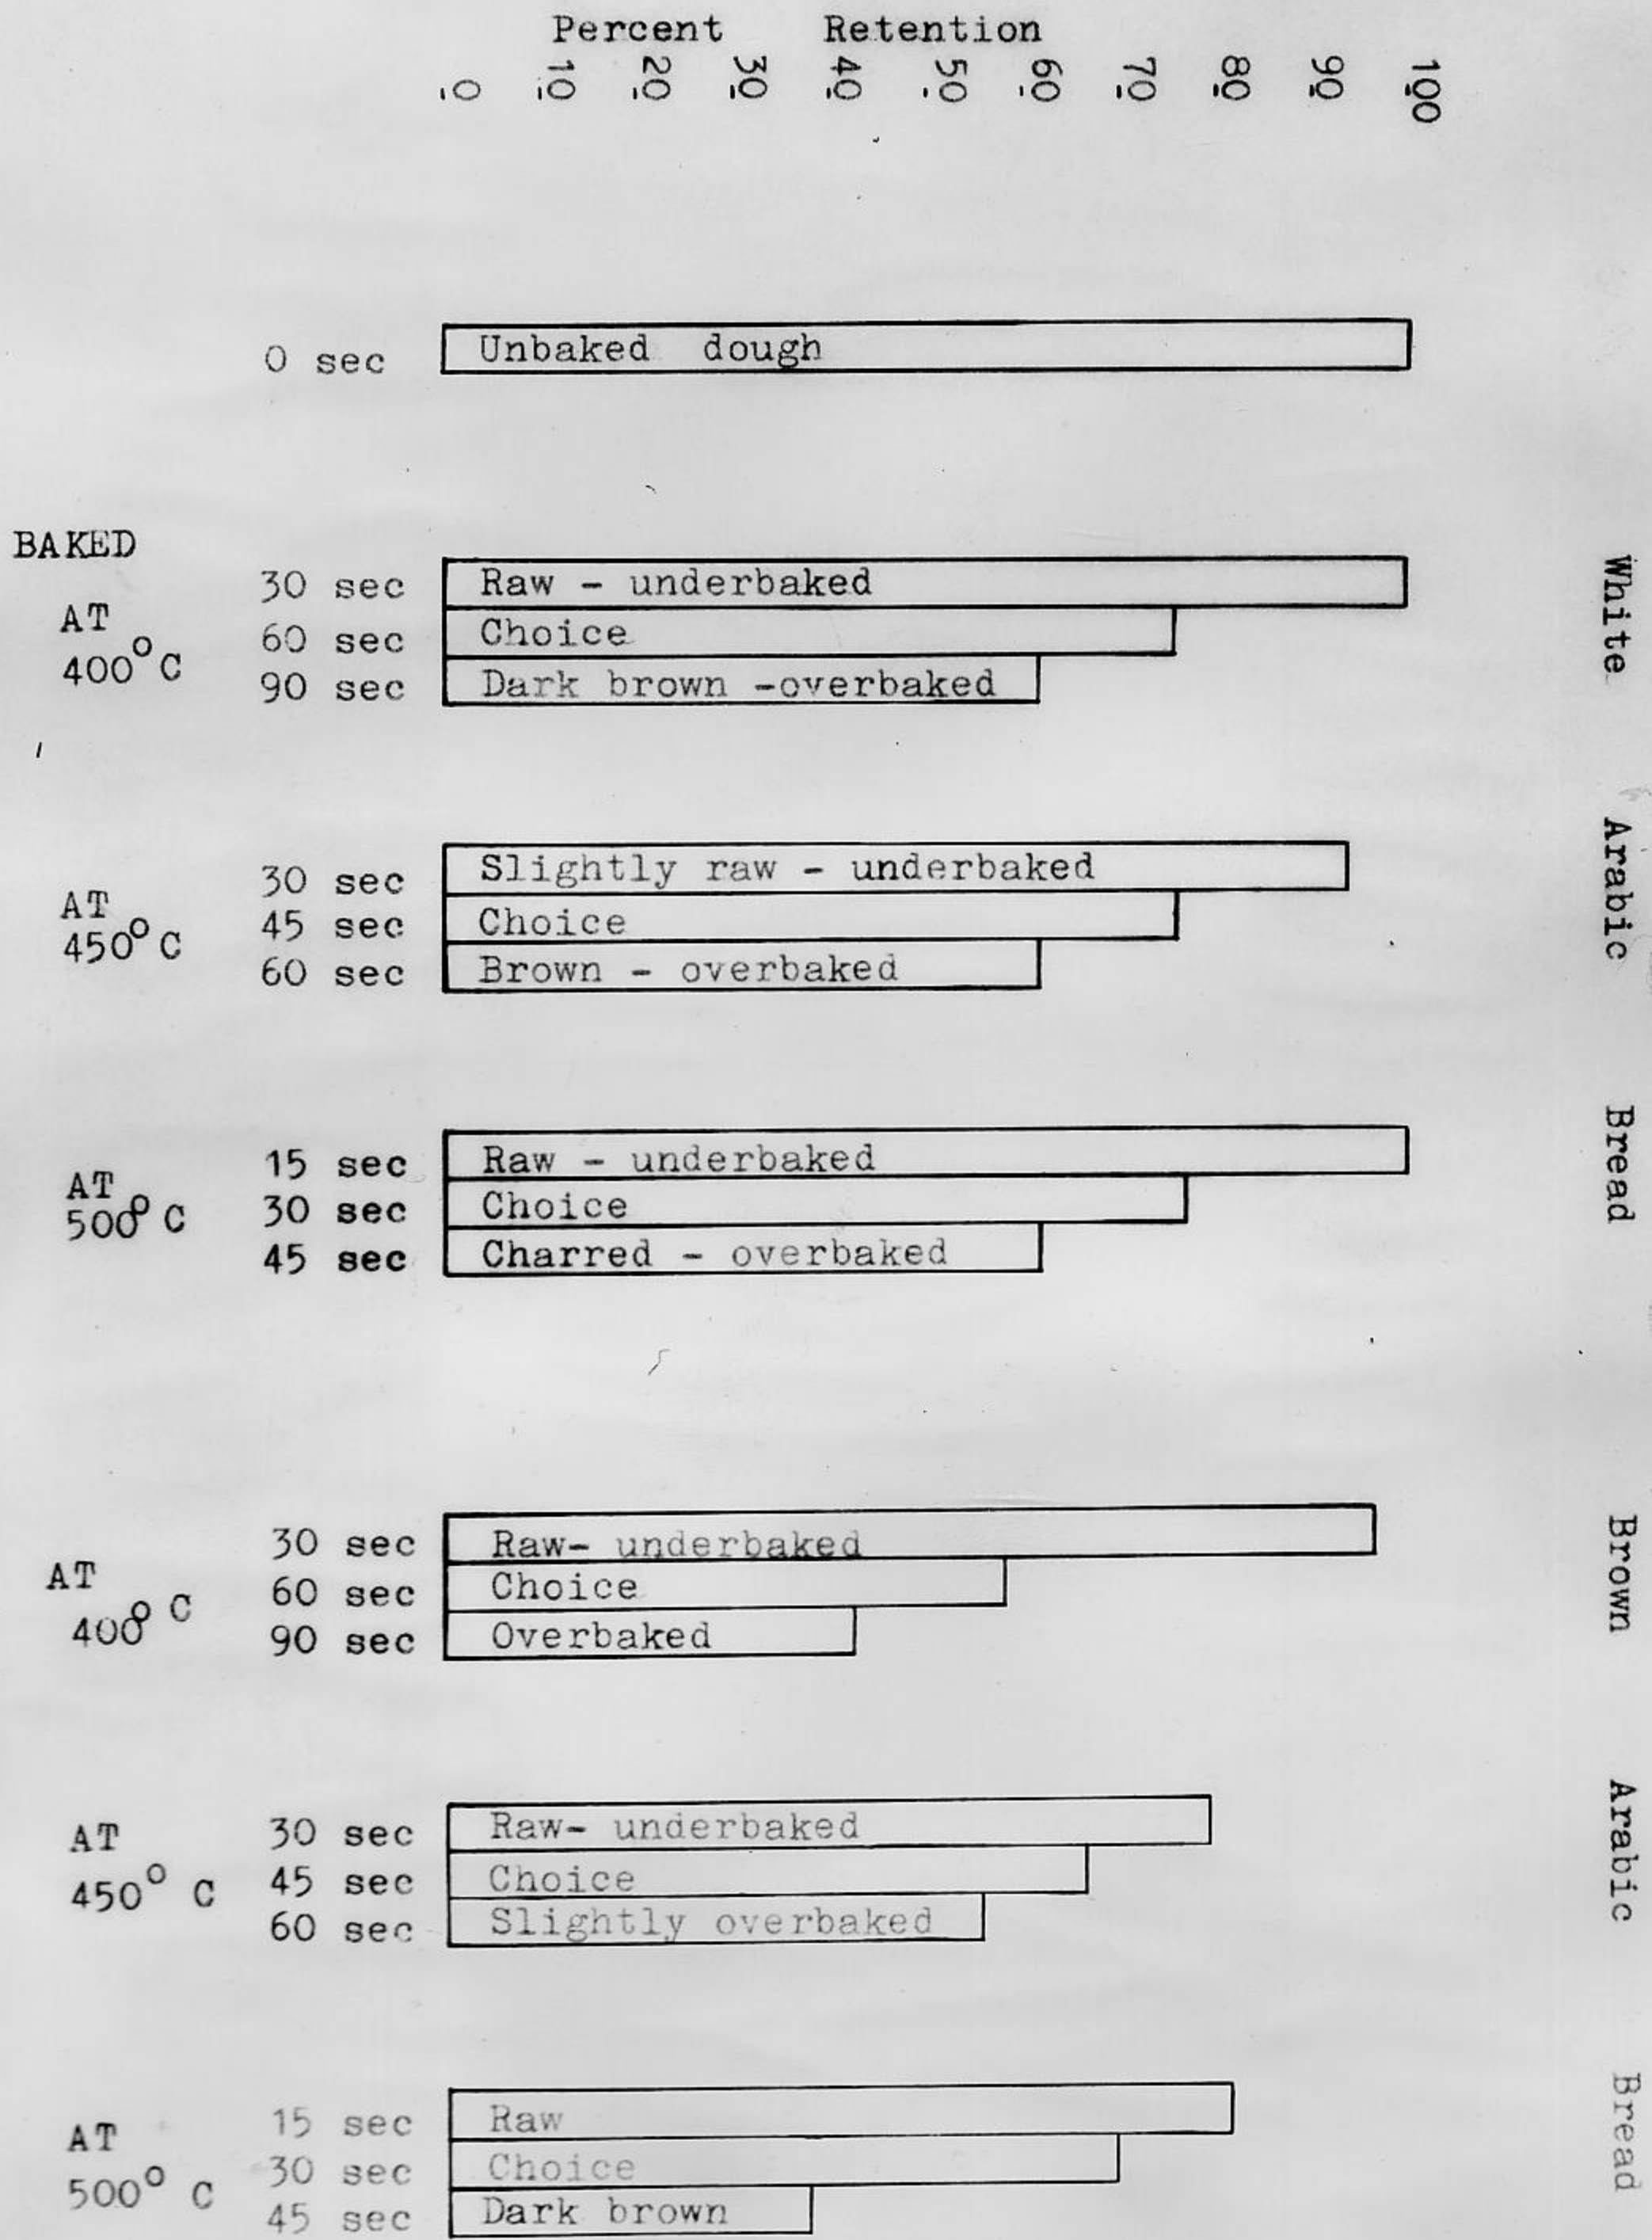 Percent Retention
0 10 20 30 40 50 60 70 80 90 100
0 sec Unbaked dough
BAKED
AT
400°C
30 sec Raw - underbaked
60 sec Choice
90 sec Dark brown -overbaked
White
AT
450°C
30 sec Slightly raw - underbaked
45 sec Choice
60 sec Brown - overbaked
Arabic
AT
500°C
15 sec Raw - underbaked
30 sec Choice
45 sec Charred - overbaked
Bread
AT
400° C
30 sec Raw- underbaked
60 sec Choice
90 sec Overbaked
Brown
AT
450° C
30 sec Raw- underbaked
45 sec Choice
60 sec Slightly overbaked
Arabic
AT
500° C
15 sec Raw
30 sec Choice
45 sec Dark brown
Bread